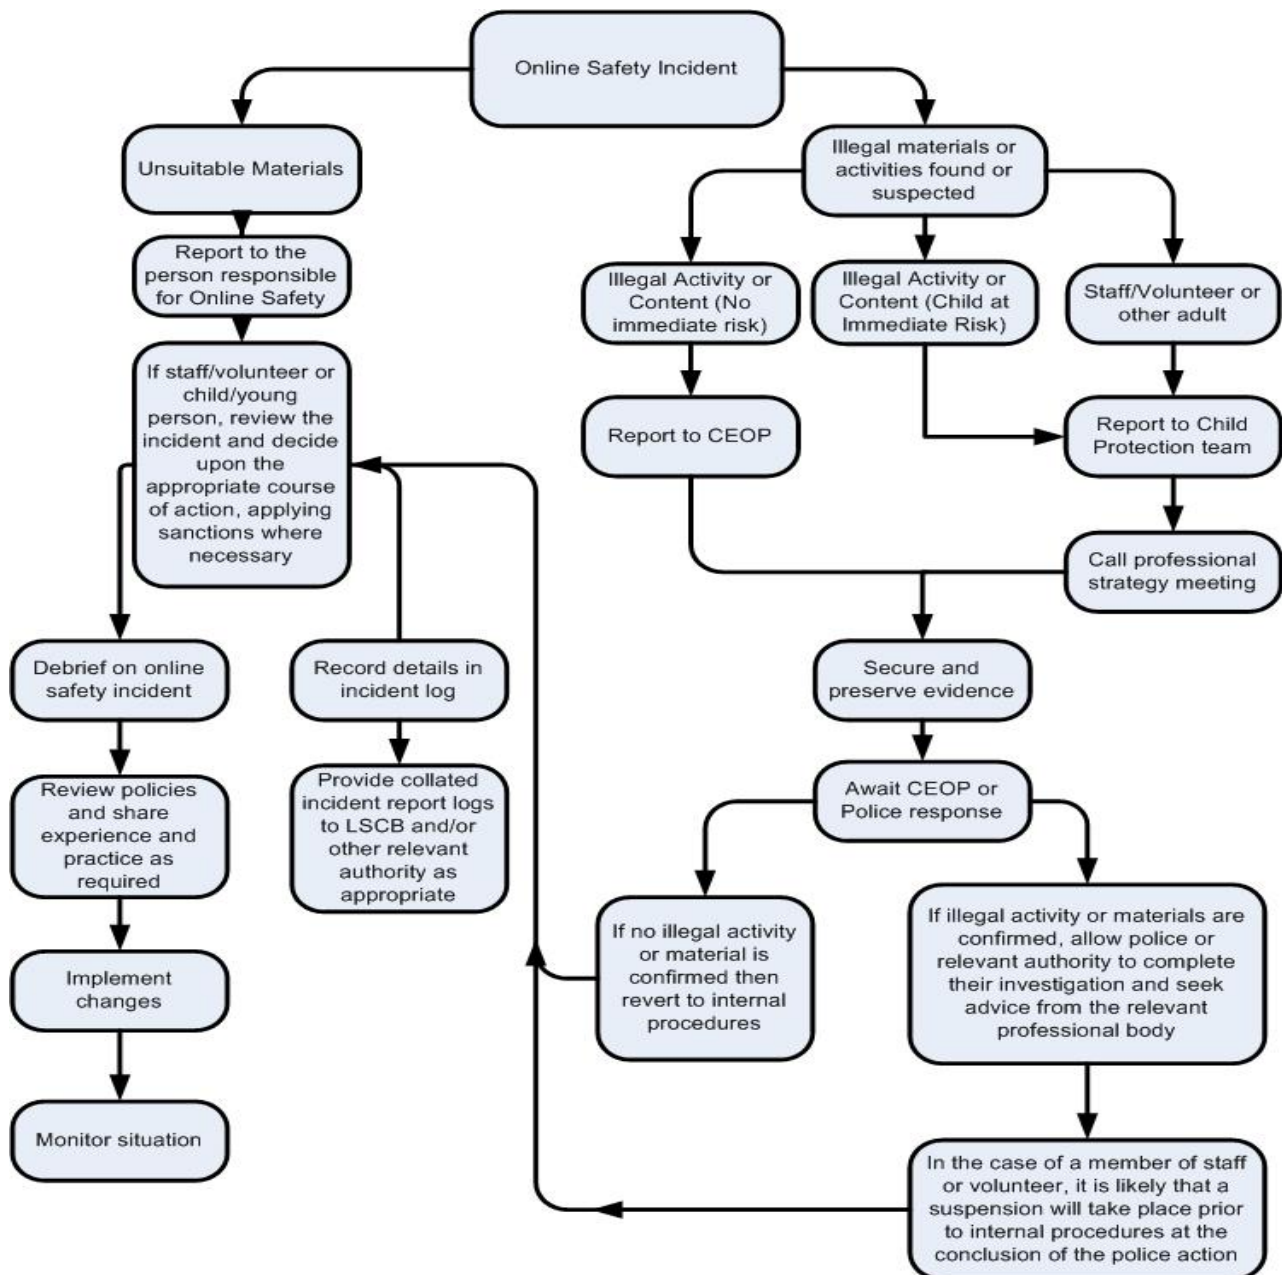 Online Safety Incident
Unsuitable Materials
Report to the
person responsible
for Online Safety
If staff/volunteer or
child/young
person, review the
incident and decide
upon the
appropriate course
of action, applying
sanctions where
necessary
Debrief on online
safety incident
Review policies
and share
experience and
practice as
required
Implement
changes
Monitor situation
Record details in
incident log
Provide collated
incident report logs
to LSCB and/or
other relevant
authority as
appropriate
Illegal materials or
activities found or
suspected
Illegal Activity or
Content (No
immediate risk)
Illegal Activity or
Content (Child at
Immediate Risk)
Staff/Volunteer or
other adult
Report to CEOP
Report to Child
Protection team
Call professional
strategy meeting
Secure and
preserve evidence
Await CEOP or
Police response
If no illegal activity
or material is
confirmed then
revert to internal
procedures
If illegal activity or materials are
confirmed, allow police or
relevant authority to complete
their investigation and seek
advice from the relevant
professional body
In the case of a member of staff
or volunteer, it is likely that a
suspension will take place prior
to internal procedures at the
conclusion of the police action